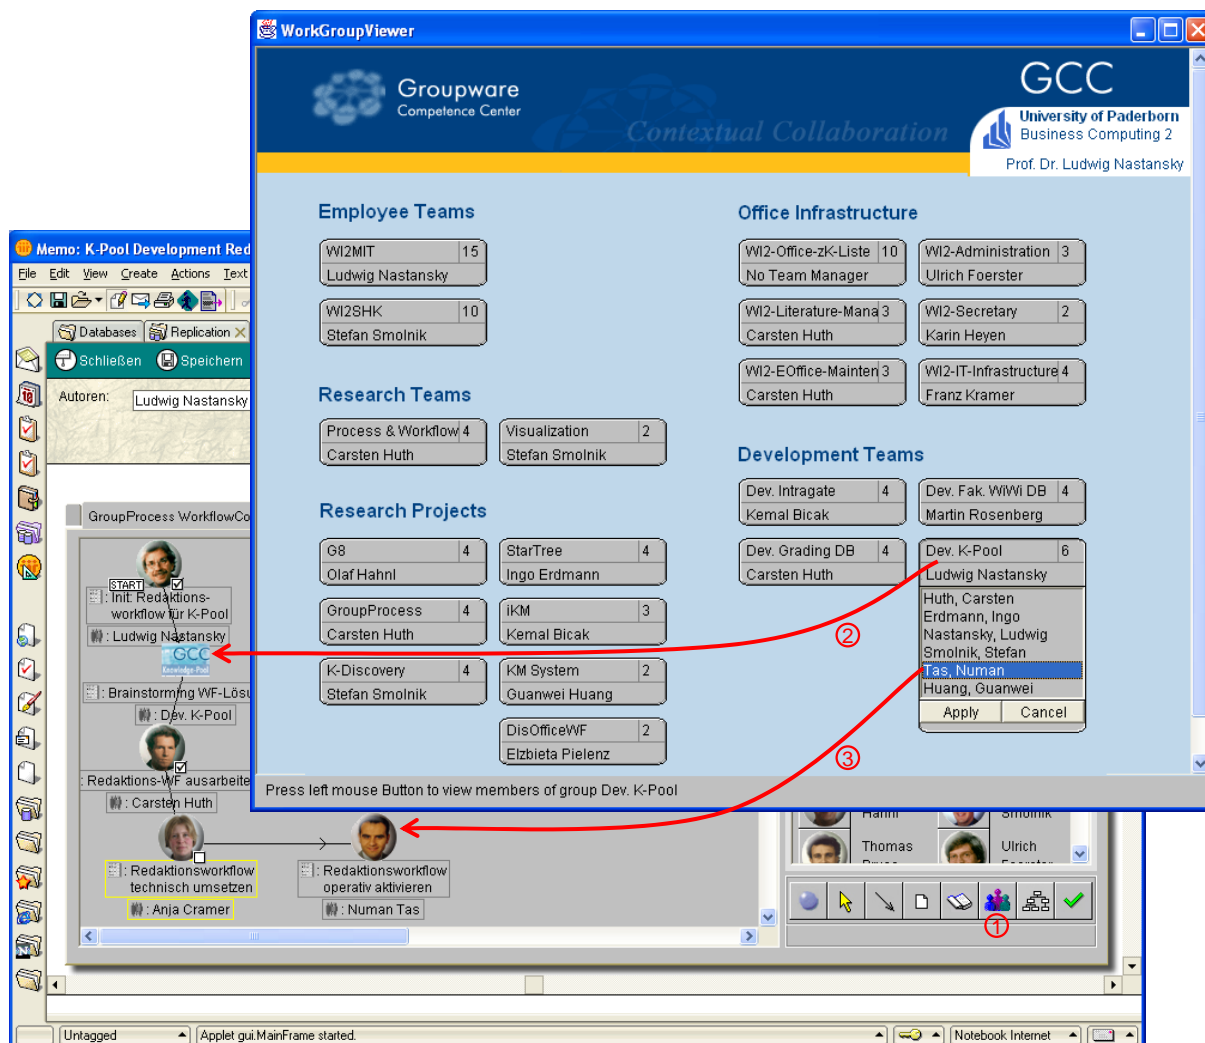 WorkGroupViewer
Groupware
Competence Center
Contextual Collaboration
GCC
University of Paderborn
Business Computing 2
Prof. Dr. Ludwig Nastansky
Employee Teams
WI2MIT 15
Ludwig Nastansky
WI2SHK 10
Stefan Smolnik
Research Teams
Process & Workflow 4
Carsten Huth
Visualization 2
Stefan Smolnik
Research Projects
G8 4
Olaf Hahnl
StarTree 4
Ingo Erdmann
GroupProcess 4
Carsten Huth
iKM 3
Kemal Bicak
K-Discovery 4
Stefan Smolnik
KM System 2
Guanwei Huang
DisOfficeWF 2
Elzbieta Pielenz
Office Infrastructure
WI2-Office-zK-Liste 10
No Team Manager
WI2-Administration 3
Ulrich Foerster
WI2-Literature-Mana 3
Carsten Huth
WI2-Secretary 2
Karin Heyen
WI2-EOffice-Mainten 3
Carsten Huth
WI2-IT-Infrastructure 4
Franz Kramer
Development Teams
Dev. Intragate 4
Kemal Bicak
Dev. Fak. WiWi DB 4
Martin Rosenberg
Dev. Grading DB 4
Carsten Huth
Dev. K-Pool 6
Ludwig Nastansky
Huth, Carsten
Erdmann, Ingo
Nastansky, Ludwig
Smolnik, Stefan
Tas, Numan
Huang, Guanwei
Apply Cancel
2
3
Press left mouse Button to view members of group Dev. K-Pool
Memo: K-Pool Development Red
File Edit View Create Actions Text
Databases Replication
Schließen Speichern
Autoren: Ludwig Nastansky
GroupProcess WorkflowCo
START
: Init: Redaktions-
workflow für K-Pool
: Ludwig Nastansky
GCC
Knowledge-Pool
: Brainstorming WF-Lösu
: Dev. K-Pool
: Redaktions-WF ausarbeite
: Carsten Huth
: Redaktionsworkflow
technisch umsetzen
: Anja Cramer
: Redaktionsworkflow
operativ aktivieren
: Numan Tas
Hahnl
Smolnik
Thomas
Ulrich
1
Untagged
Applet gui.MainFrame started.
Notebook Internet